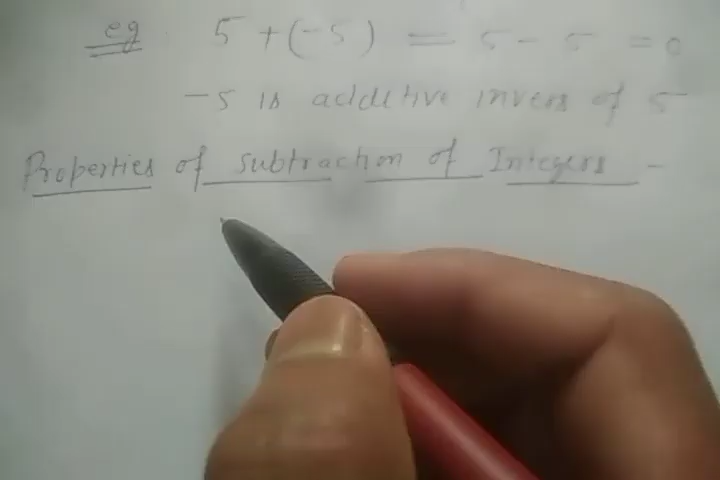 eg 5 + (-5) = 5 - 5 = 0
-5 is additive invers of 5
Properties of subtraction of Integers -